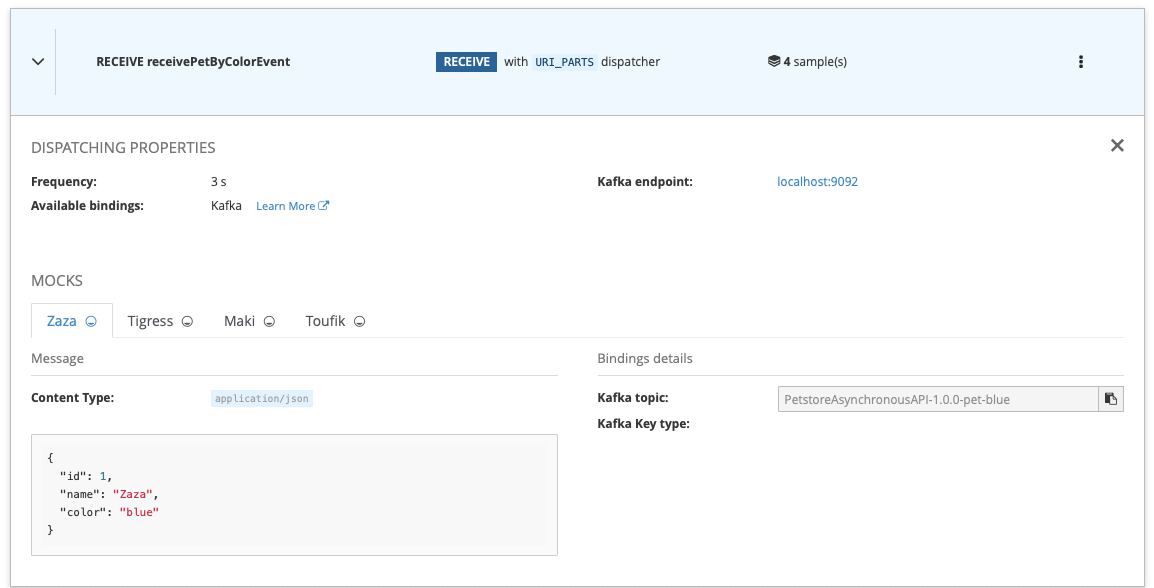 RECEIVE receivePetByColorEvent RECEIVE with URI_PARTS dispatcher 4 sample(s)
DISPATCHING PROPERTIES
Frequency: 3 s Kafka endpoint: localhost:9092
Available bindings: Kafka Learn More
MOCKS
Zaza Tigress Maki Toufik
Message Bindings details
Content Type: application/json Kafka topic: PetstoreAsynchronousAPI-1.0.0-pet-blue
Kafka Key type:
{
"id": 1,
"name": "Zaza",
"color": "blue"
}